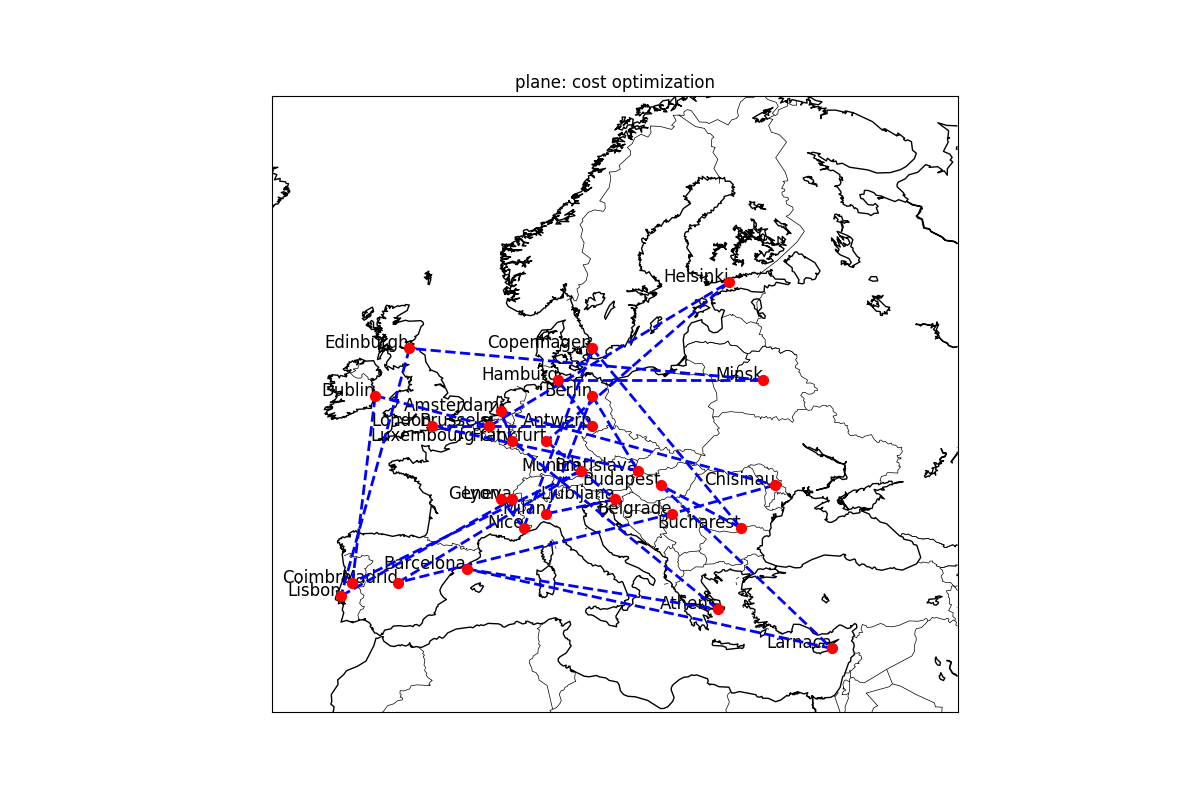 plane: cost optimization
Helsinki
Edinburgh
Copenhagen
Hamburg
Minsk
Dublin
Berlin
Amsterdam
London
Brussels
Antwerp
Luxembourg
Frankfurt
Munich
Bratislava
Budapest
Chisinau
Geneva
Lyon
Ljubljana
Milan
Belgrade
Nice
Bucharest
Barcelona
Coimbra
Madrid
Lisbon
Athens
Larnaca